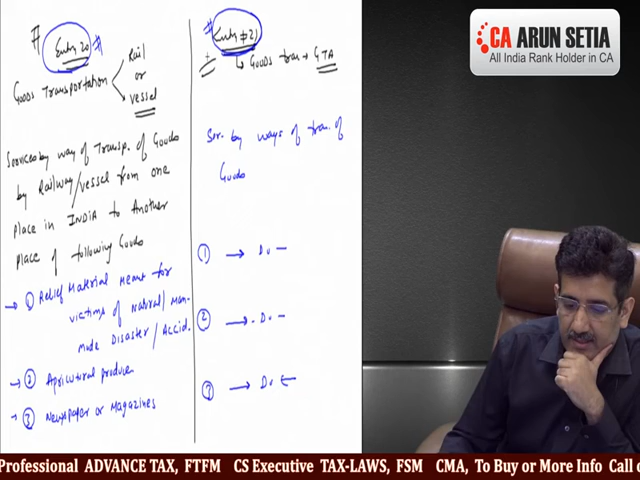 # Entry 20 #
Goods Transportation
Rail
or
vessel
Services by way of Transp. of Goods
by Railway/vessel from one
place in INDIA to Another
place of following Goods
→ ① Relief Material Meant for
victims of Natural/Man-
made Disaster/Accid.
→ ② Agricultural produce
→ ③ Newspaper or Magazines
# Entry # 21
↳ Goods tran → GTA
Ser. by ways of tran. of
Goods
① → Do —
② → Do —
③ → Do —
CA ARUN SETIA
All India Rank Holder in CA
Professional ADVANCE TAX, FTFM CS Executive TAX-LAWS, FSM CMA, To Buy or More Info Call